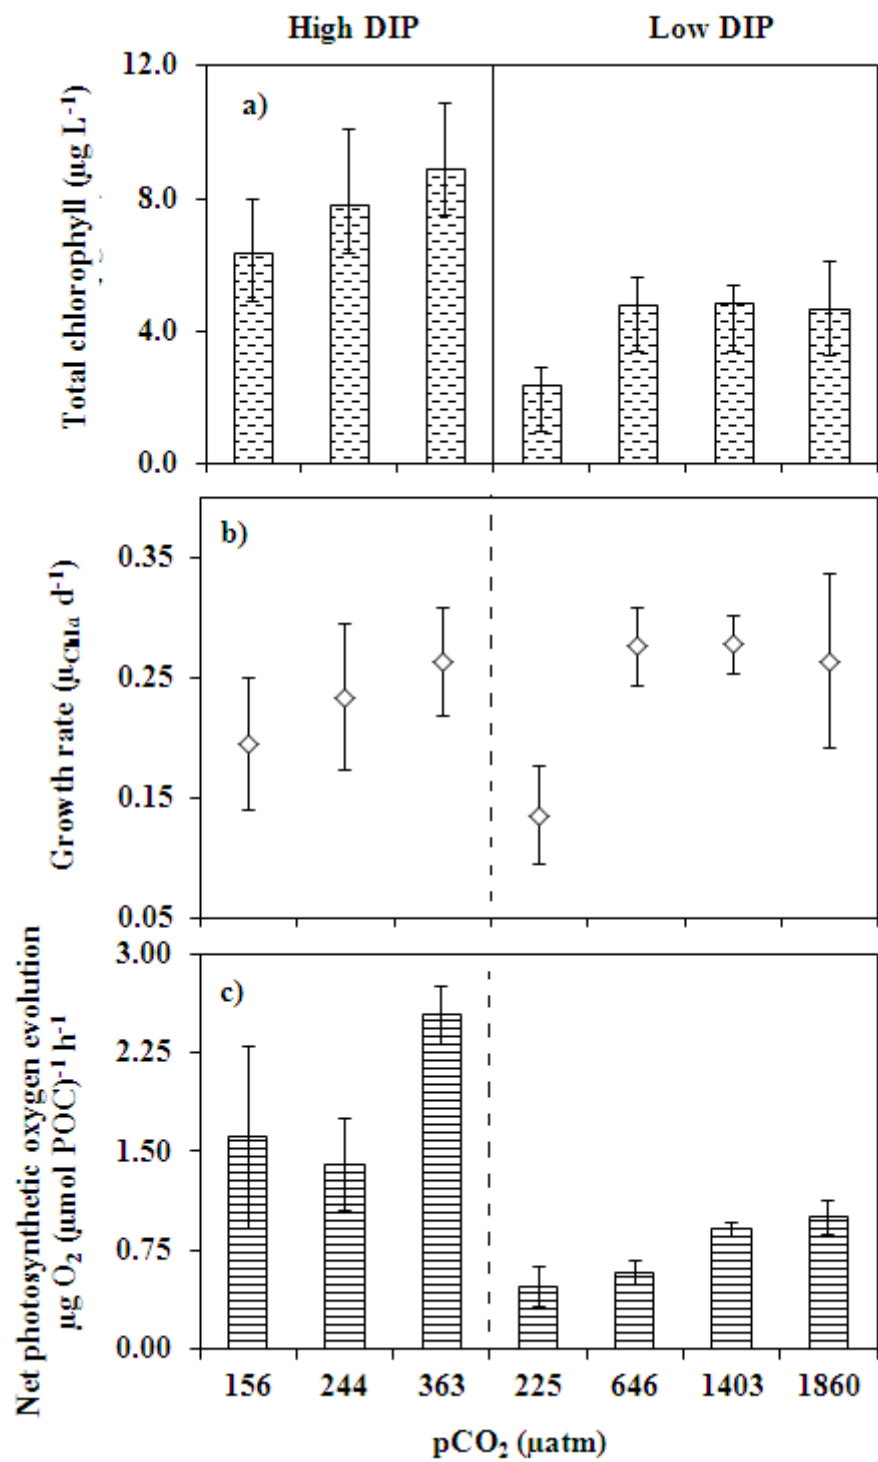 High DIP Low DIP
a)
Total chlorophyll (µg L⁻¹)
12.0
8.0
4.0
0.0
b)
Growth rate (µChla d⁻¹)
0.35
0.25
0.15
0.05
c)
Net photosynthetic oxygen evolution
µg O₂ (µmol POC)⁻¹ h⁻¹
3.00
2.25
1.50
0.75
0.00
156 244 363 225 646 1403 1860
pCO₂ (µatm)